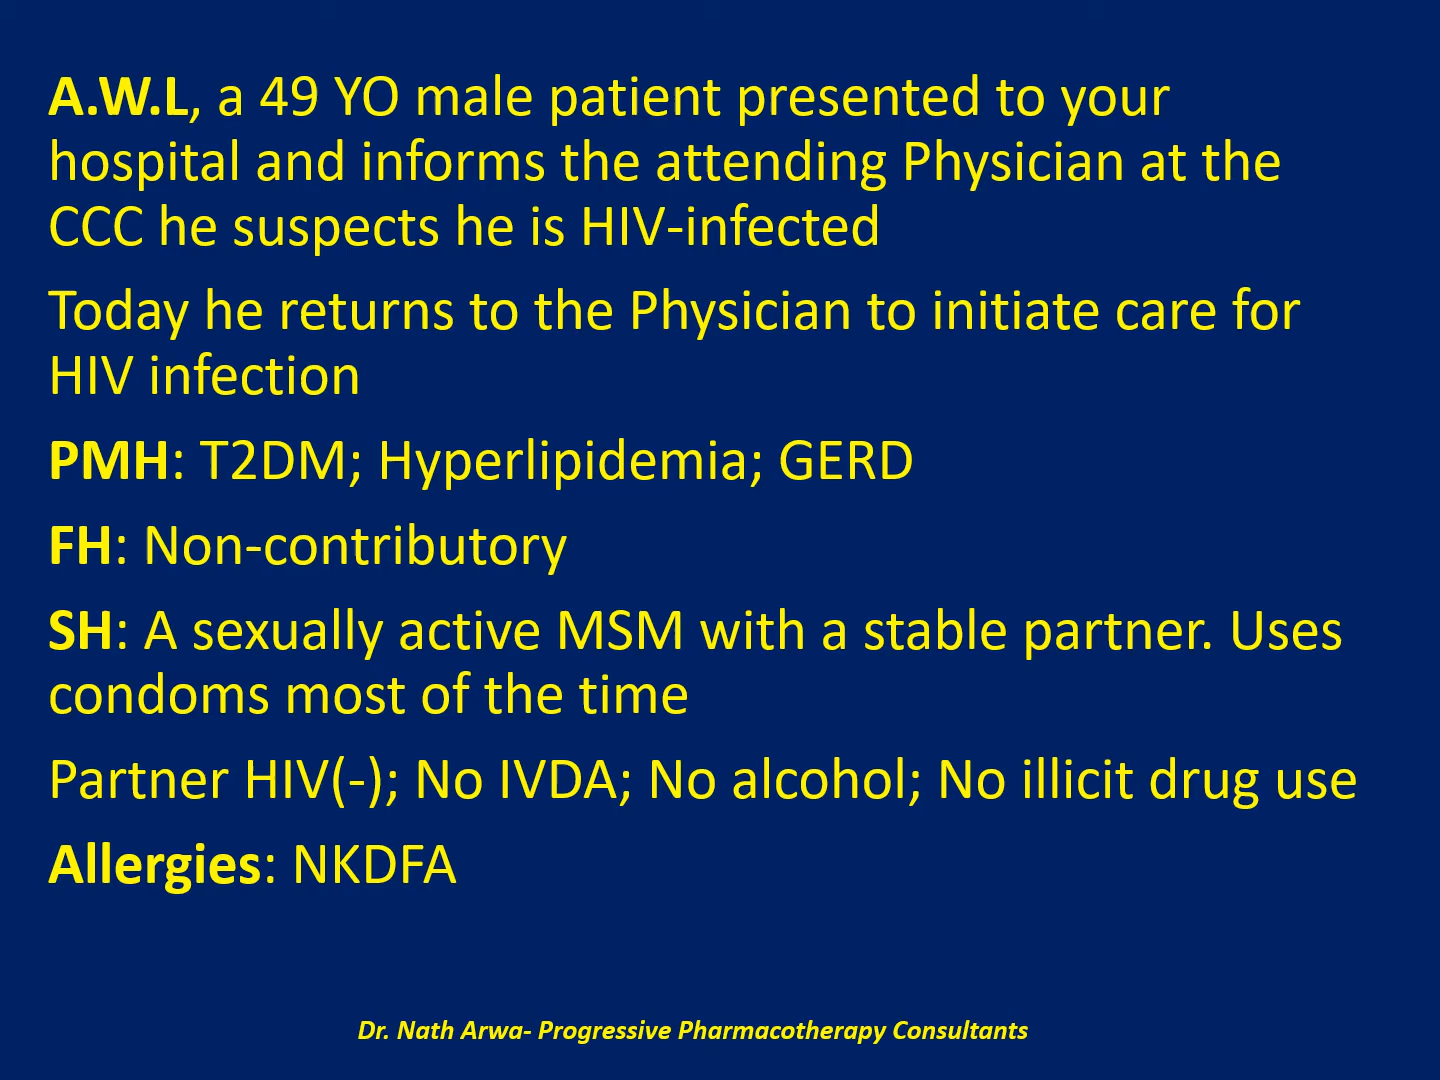 A.W.L, a 49 YO male patient presented to your
hospital and informs the attending Physician at the
CCC he suspects he is HIV-infected
Today he returns to the Physician to initiate care for
HIV infection
PMH: T2DM; Hyperlipidemia; GERD
FH: Non-contributory
SH: A sexually active MSM with a stable partner. Uses
condoms most of the time
Partner HIV(-); No IVDA; No alcohol; No illicit drug use
Allergies: NKDFA
Dr. Nath Arwa- Progressive Pharmacotherapy Consultants